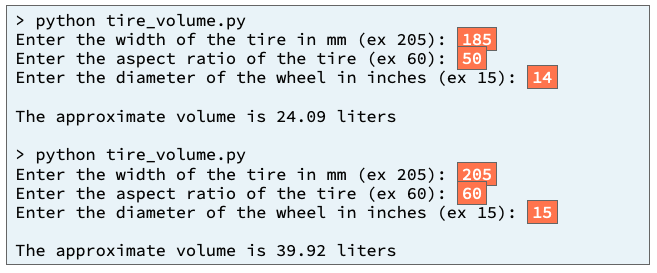 > python tire_volume.py
Enter the width of the tire in mm (ex 205): 185
Enter the aspect ratio of the tire (ex 60): 50
Enter the diameter of the wheel in inches (ex 15): 14
The approximate volume is 24.09 liters
> python tire_volume.py
Enter the width of the tire in mm (ex 205): 205
Enter the aspect ratio of the tire (ex 60): 60
Enter the diameter of the wheel in inches (ex 15): 15
The approximate volume is 39.92 liters